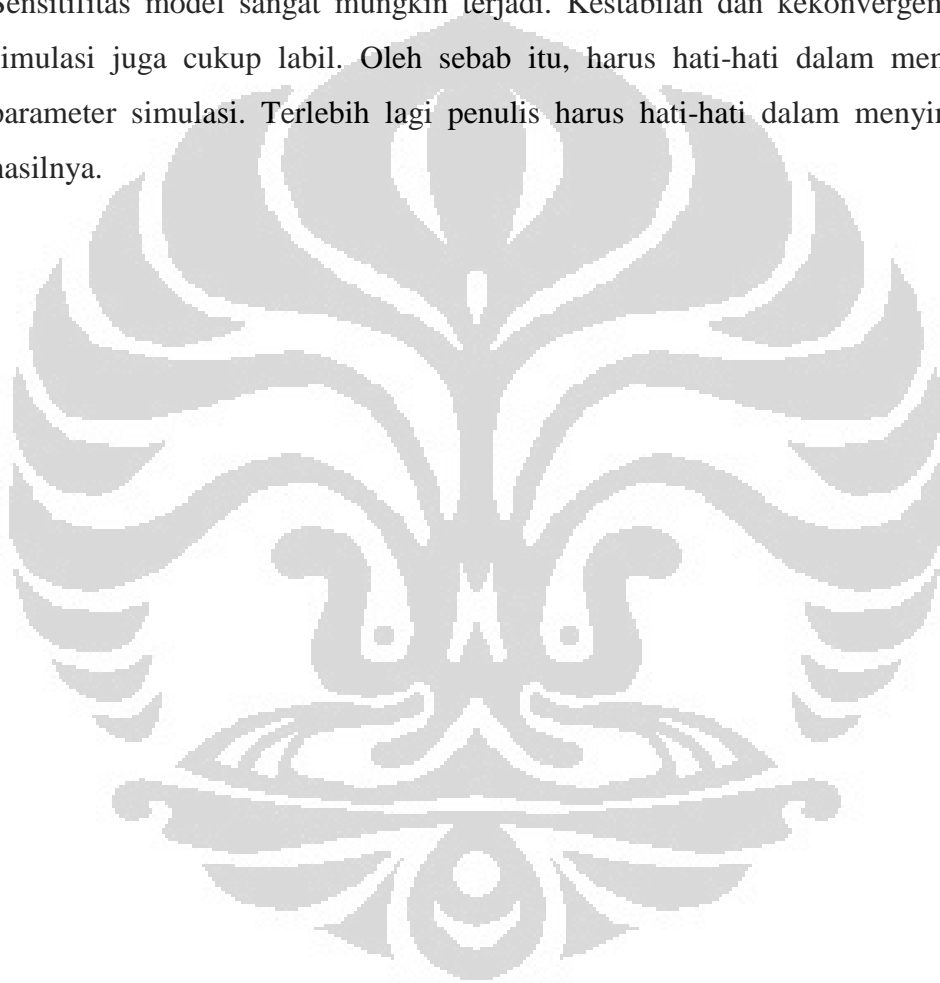 Sensitifitas model sangat mungkin terjadi. Kestabilan dan kekonvergen
simulasi juga cukup labil. Oleh sebab itu, harus hati-hati dalam men
parameter simulasi. Terlebih lagi penulis harus hati-hati dalam menyim
hasilnya.